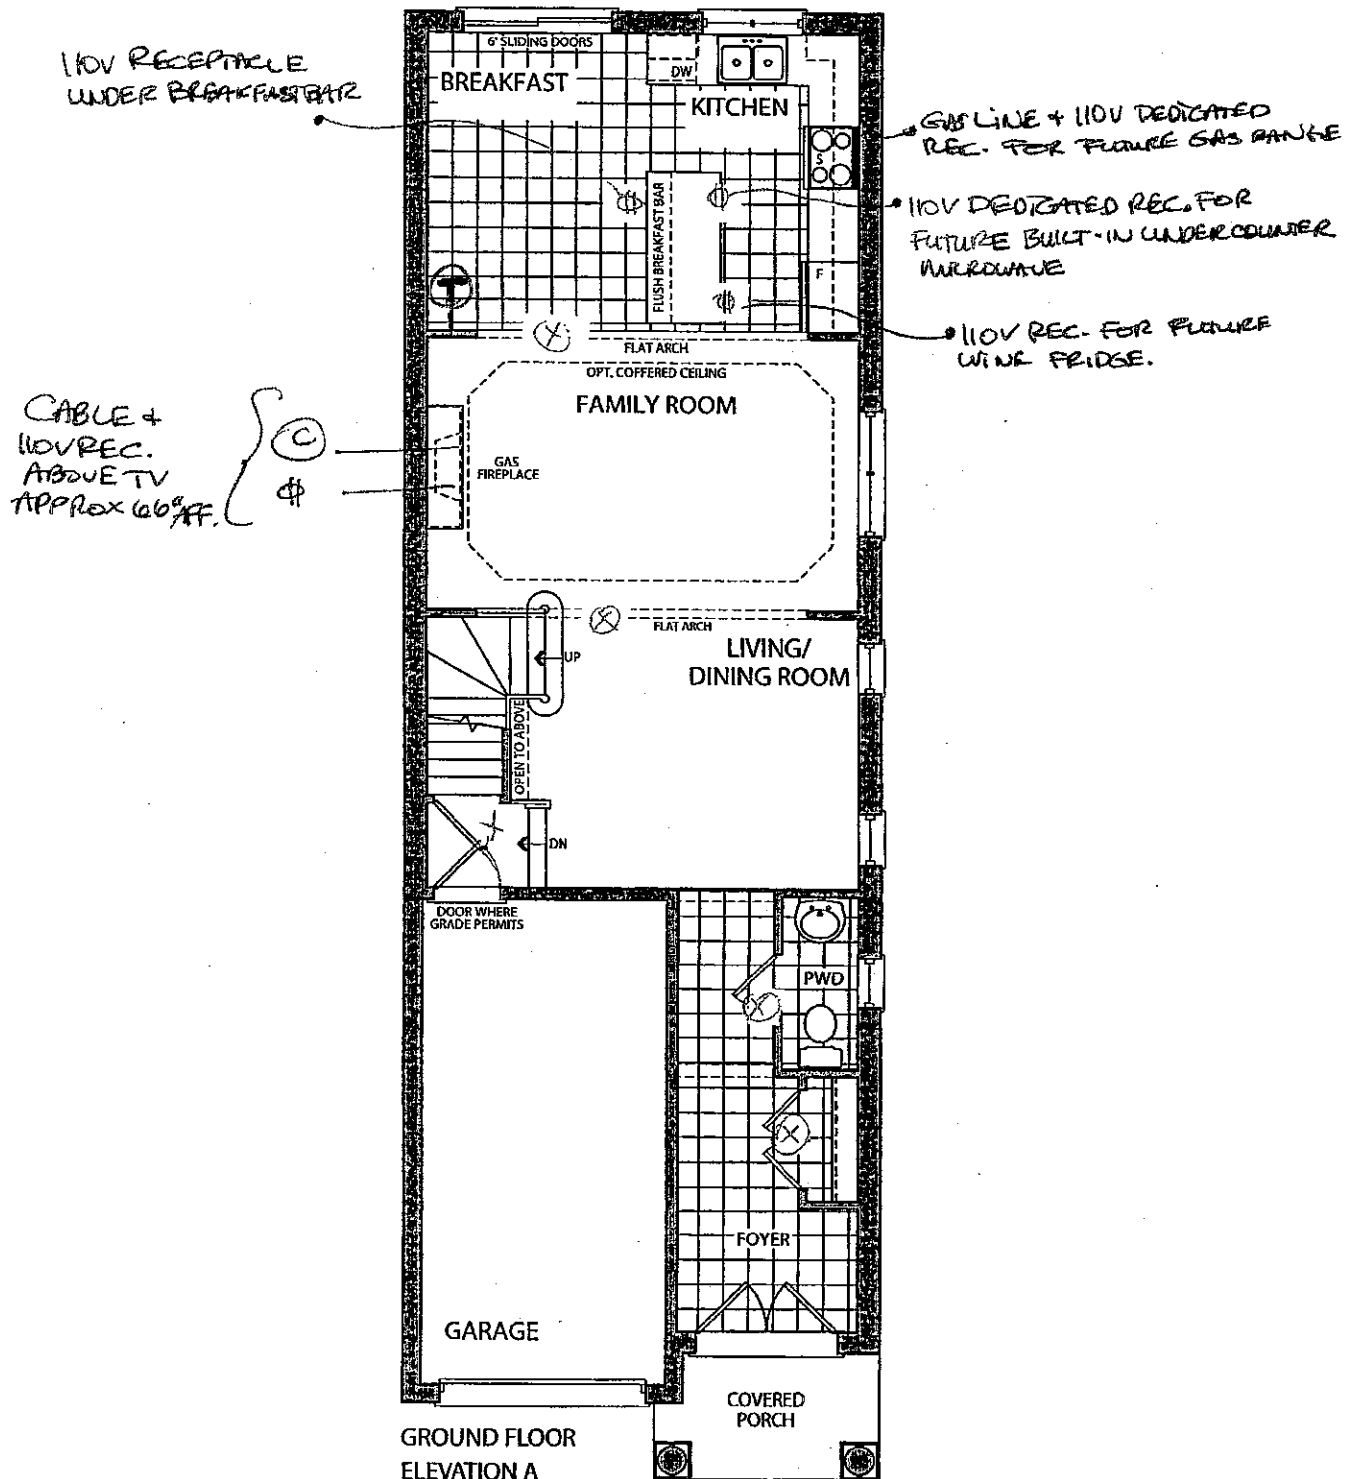 6' SLIDING DOORS
110V RECEPTACLE
UNDER BREAKFAST BAR
BREAKFAST
DW
KITCHEN
GAS LINE + 110V DEDICATED
REC. FOR FUTURE GAS RANGE
S
110V DEDICATED REC. FOR
FUTURE BUILT-IN UNDERCOUNTER
MICROWAVE
FLUSH BREAKFAST BAR
F
T
X
110V REC. FOR FUTURE
WINE FRIDGE.
FLAT ARCH
OPT. COFFERED CEILING
FAMILY ROOM
CABLE +
110V REC.
ABOVE TV
APPROX 66" AFF.
C
GAS
FIREPLACE
X
FLAT ARCH
LIVING/
DINING ROOM
UP
OPEN TO ABOVE
X
DN
DOOR WHERE
GRADE PERMITS
PWD
X
X
FOYER
GARAGE
COVERED
PORCH
GROUND FLOOR
ELEVATION A